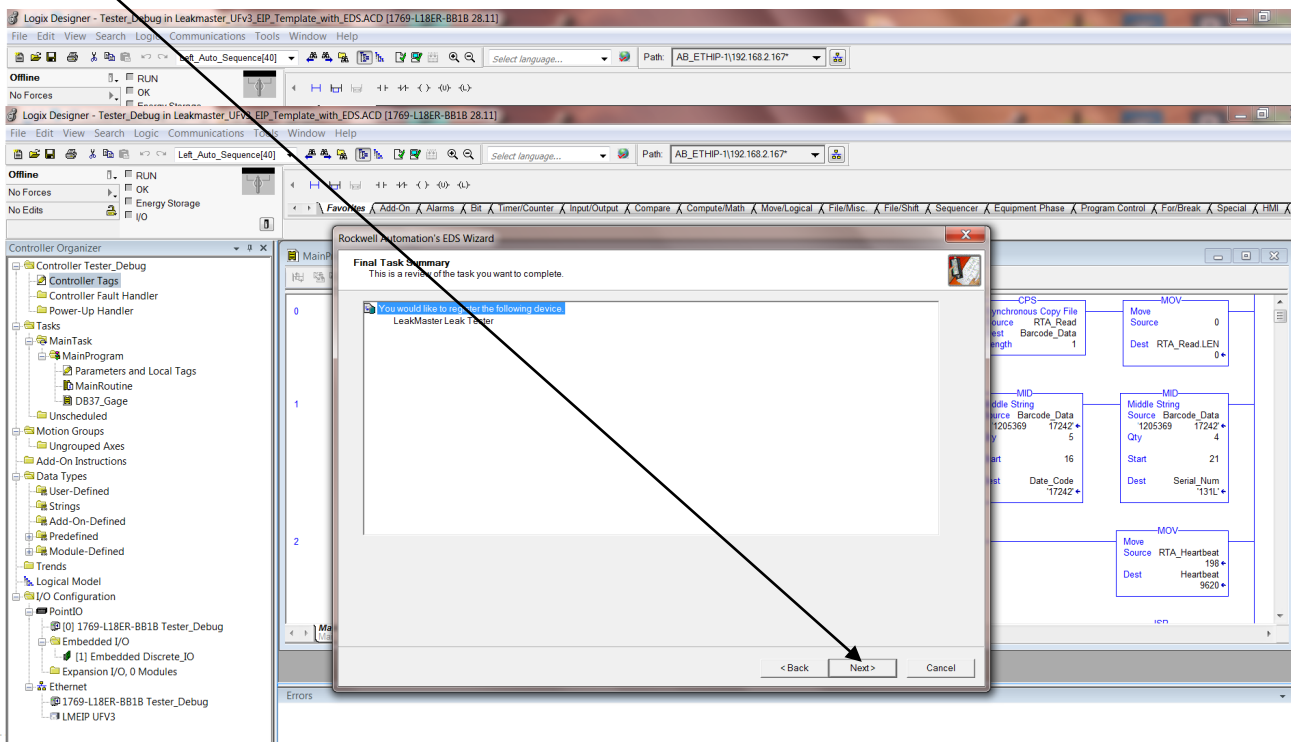 Logix Designer - Tester_Debug in Leakmaster_UFv3_EIP_Template_with_EDS.ACD [1769-L18ER-BB1B 28.11]
File Edit View Search Logic Communications Tools Window Help
Left_Auto_Sequence[40] Select language... Path: AB_ETHIP-1\192.168.2.167*
Offline RUN
No Forces OK
Energy Storage
Logix Designer - Tester_Debug in Leakmaster_UFv3_EIP_Template_with_EDS.ACD [1769-L18ER-BB1B 28.11]
File Edit View Search Logic Communications Tools Window Help
Left_Auto_Sequence[40] Select language... Path: AB_ETHIP-1\192.168.2.167*
Offline RUN
No Forces OK
No Edits Energy Storage
I/O
Favorites Add-On Alarms Bit Timer/Counter Input/Output Compare Compute/Math Move/Logical File/Misc. File/Shift Sequencer Equipment Phase Program Control For/Break Special HMI
Controller Organizer
Controller Tester_Debug
Controller Tags
Controller Fault Handler
Power-Up Handler
Tasks
MainTask
MainProgram
Parameters and Local Tags
MainRoutine
DB37_Gage
Unscheduled
Motion Groups
Ungrouped Axes
Add-On Instructions
Data Types
User-Defined
Strings
Add-On-Defined
Predefined
Module-Defined
Trends
Logical Model
I/O Configuration
PointIO
[0] 1769-L18ER-BB1B Tester_Debug
Embedded I/O
[1] Embedded Discrete_IO
Expansion I/O, 0 Modules
Ethernet
1769-L18ER-BB1B Tester_Debug
LMEIP UFV3
MainP
0
1
2
Rockwell Automation's EDS Wizard
Final Task Summary
This is a review of the task you want to complete.
You would like to register the following device.
LeakMaster Leak Tester
<Back Next> Cancel
CPS
ynchronous Copy File
ource RTA_Read
est Barcode_Data
ength 1
MOV
Move
Source 0
Dest RTA_Read.LEN
0
MID
iddle String
ource Barcode_Data
'1205369 17242'
y 5
art 16
est Date_Code
'17242'
MID
Middle String
Source Barcode_Data
'1205369 17242'
Qty 4
Start 21
Dest Serial_Num
'131L'
MOV
Move
Source RTA_Heartbeat
198
Dest Heartbeat
9620
Errors